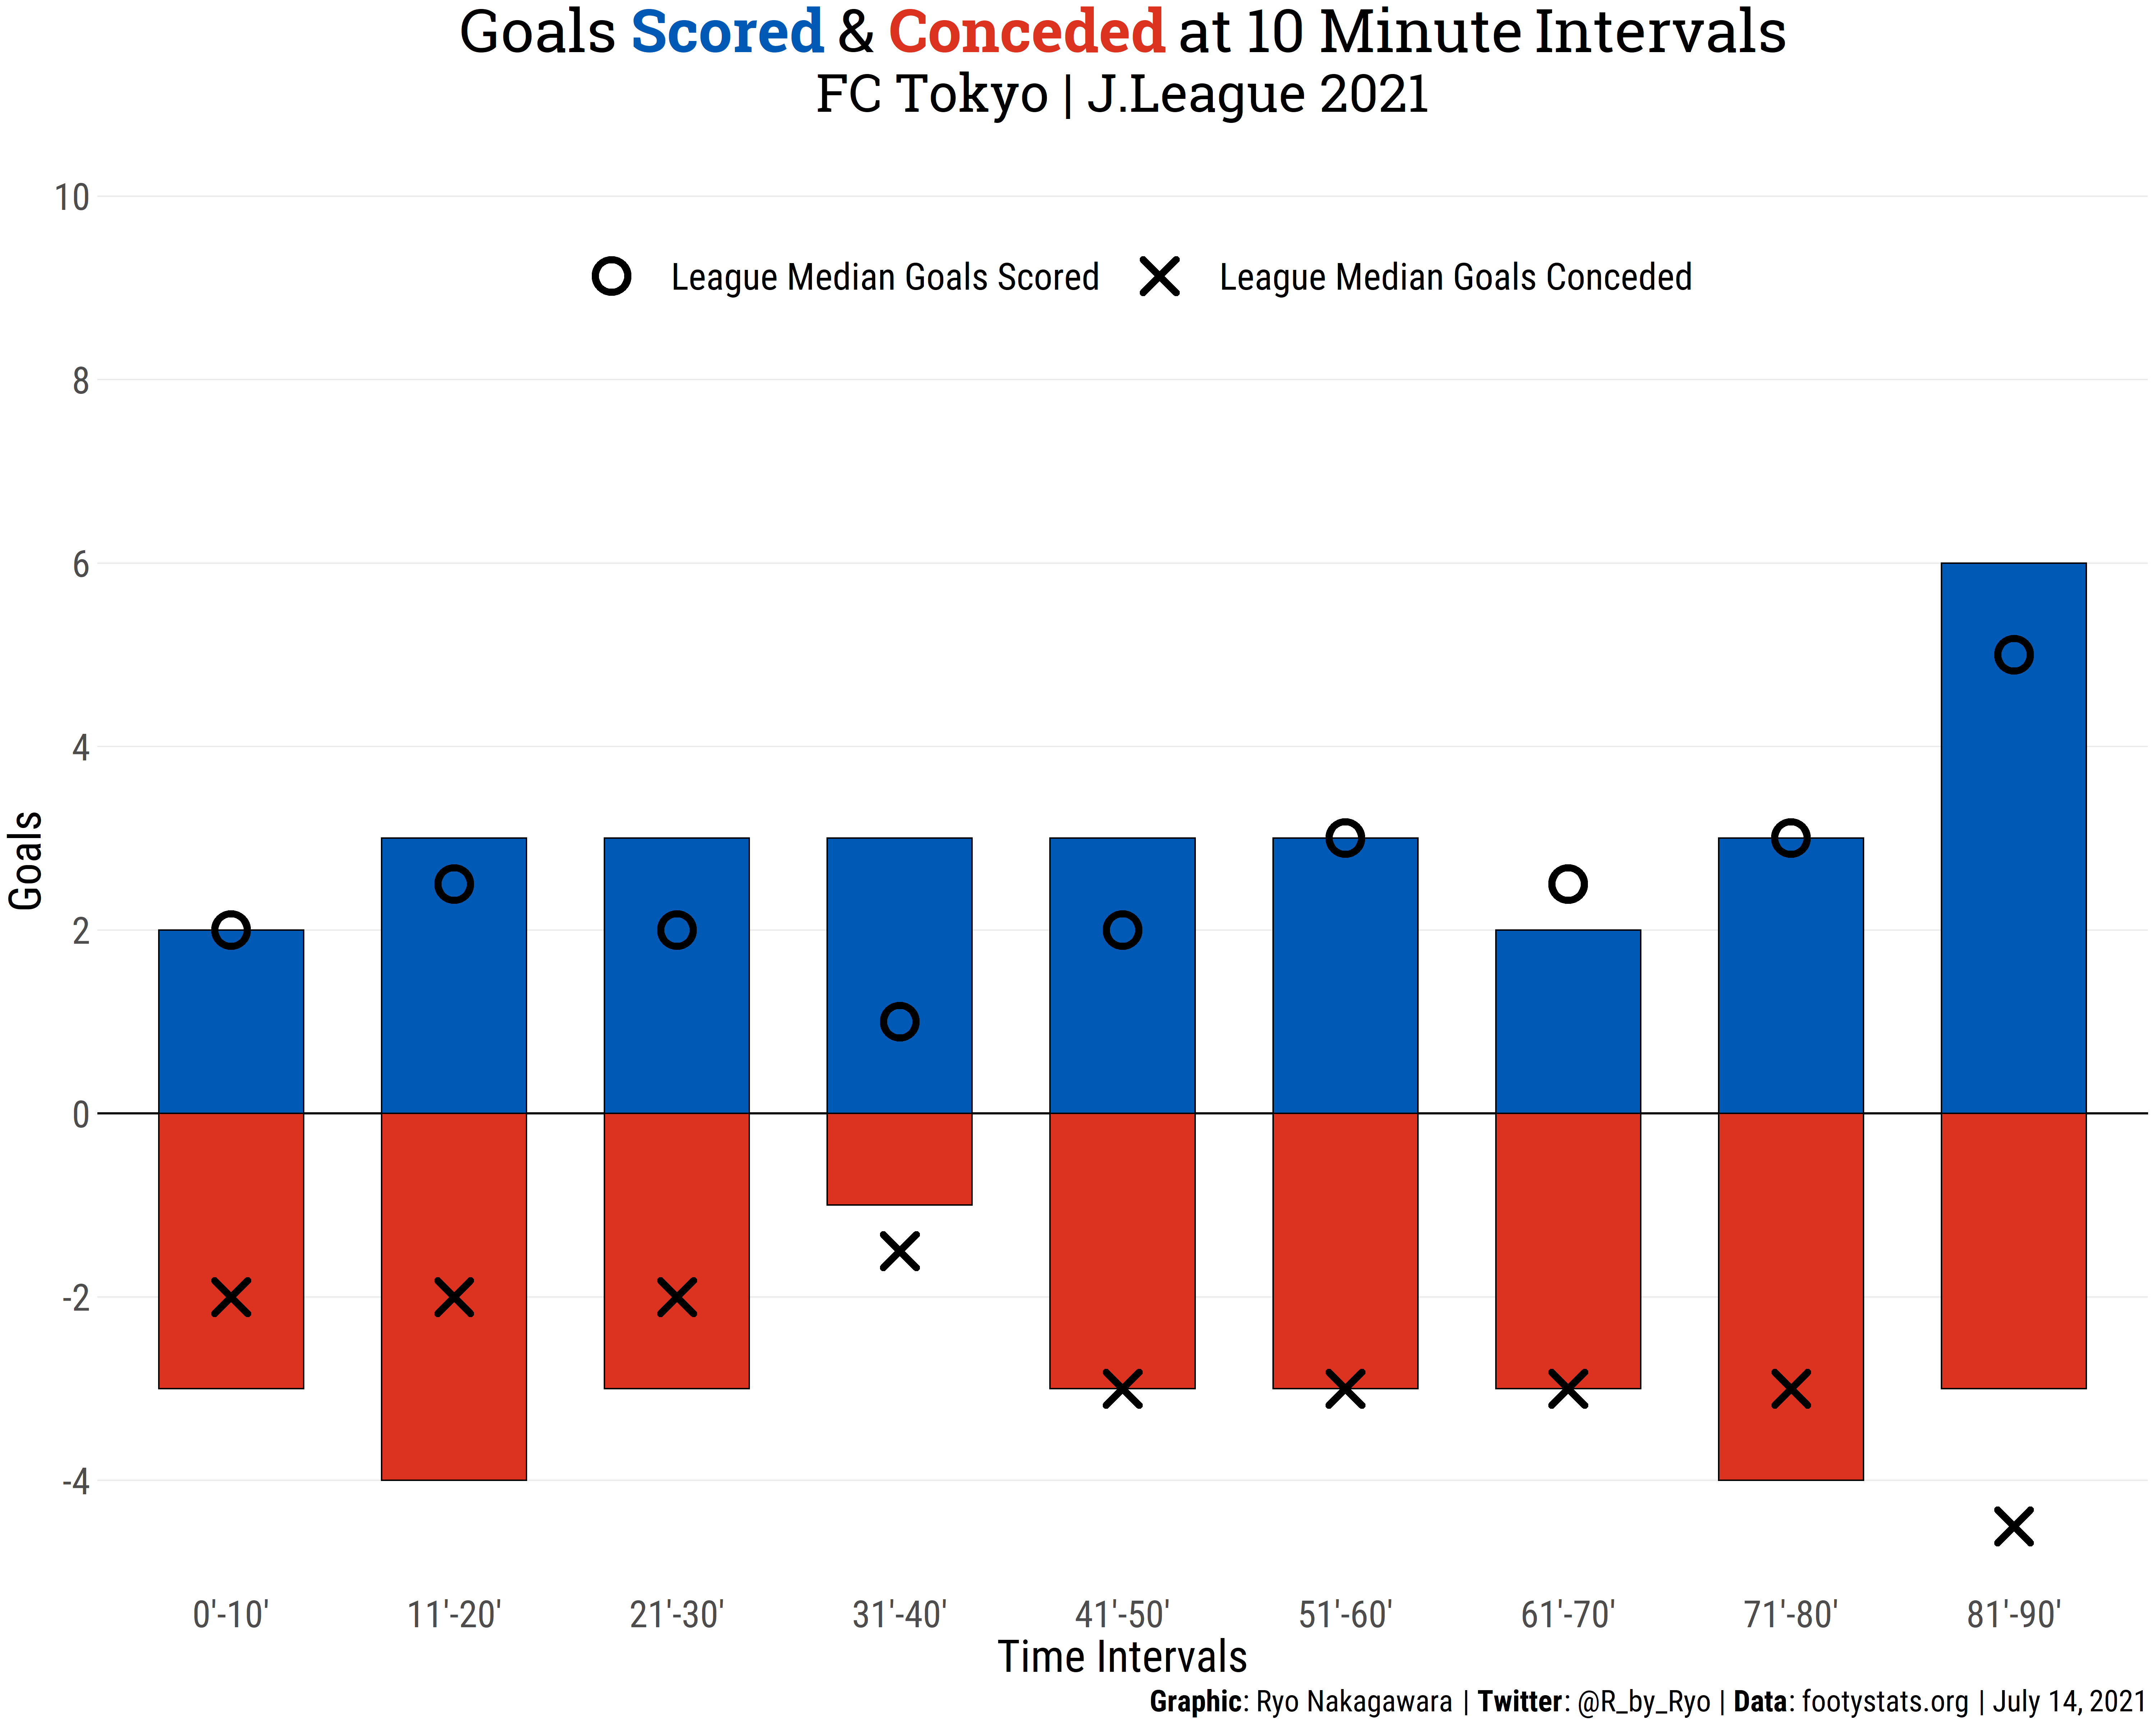 Goals Scored & Conceded at 10 Minute Intervals
FC Tokyo | J.League 2021
10
League Median Goals Scored
League Median Goals Conceded
8
6
4
Goals
2
0
-2
-4
0'-10' 11'-20' 21'-30' 31'-40' 41'-50' 51'-60' 61'-70' 71'-80' 81'-90'
Time Intervals
Graphic: Ryo Nakagawara | Twitter: @R_by_Ryo | Data: footystats.org | July 14, 2021